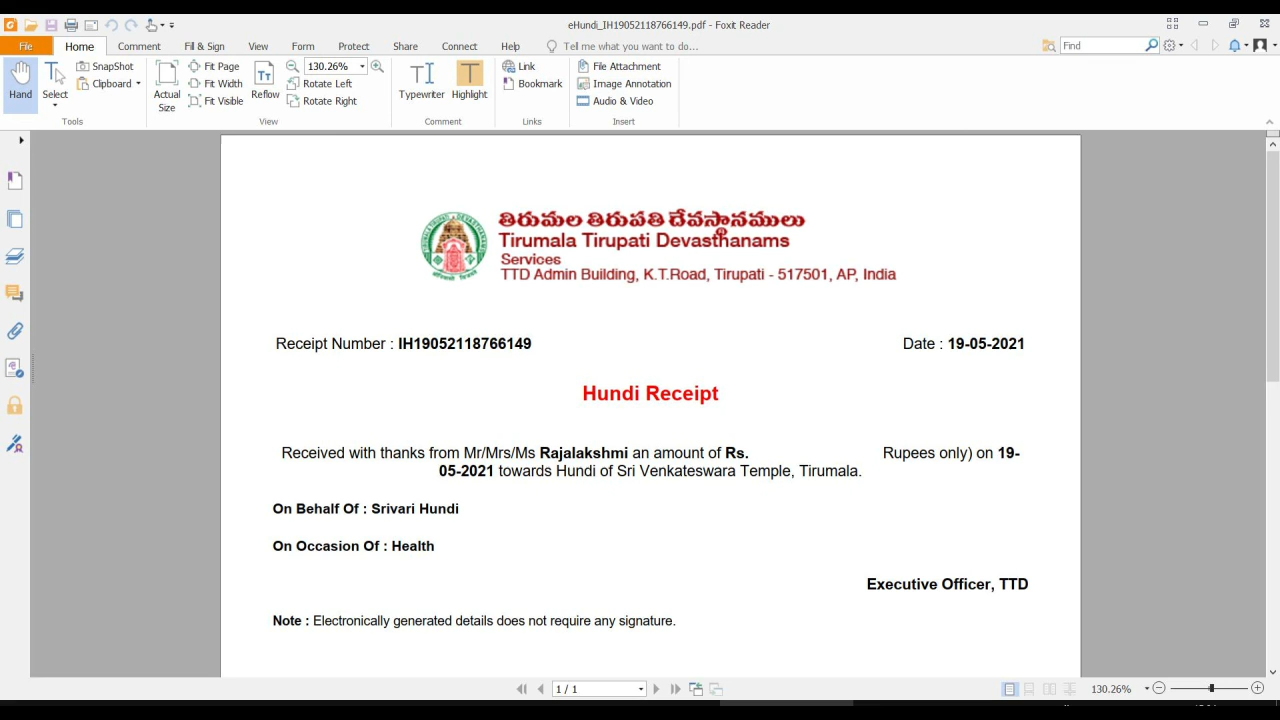 eHundi_IH19052118766149.pdf - Foxit Reader
File Home Comment Fill & Sign View Form Protect Share Connect Help Tell me what you want to do... Find
Hand
Select
SnapShot
Clipboard
Tools
Actual Size
Fit Page
Fit Width
Fit Visible
Reflow
130.26%
Rotate Left
Rotate Right
View
Typewriter
Highlight
Comment
Link
Bookmark
Links
File Attachment
Image Annotation
Audio & Video
Insert
తిరుమల తిరుపతి దేవస్థానములు
Tirumala Tirupati Devasthanams
Services
TTD Admin Building, K.T.Road, Tirupati - 517501, AP, India
Receipt Number : IH19052118766149 Date : 19-05-2021
Hundi Receipt
Received with thanks from Mr/Mrs/Ms Rajalakshmi an amount of Rs. Rupees only) on 19-
05-2021 towards Hundi of Sri Venkateswara Temple, Tirumala.
On Behalf Of : Srivari Hundi
On Occasion Of : Health
Executive Officer, TTD
Note : Electronically generated details does not require any signature.
1 / 1 130.26%